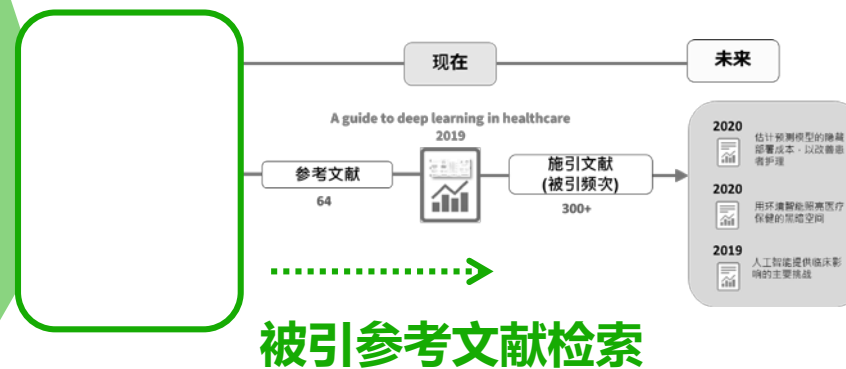 现在
未来
A guide to deep learning in healthcare
2019
参考文献
64
施引文献
(被引频次)
300+
2020
估计预测模型的隐藏
部署成本，以改善患
者护理
2020
用环境智能照亮医疗
保健的黑暗空间
2019
人工智能提供临床影
响的主要挑战
被引参考文献检索